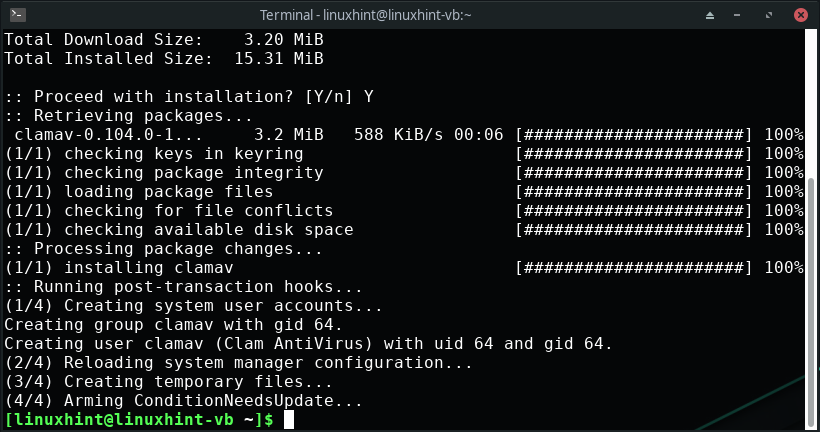 Terminal - linuxhint@linuxhint-vb:~
Total Download Size:    3.20 MiB
Total Installed Size:  15.31 MiB
:: Proceed with installation? [Y/n] Y
:: Retrieving packages...
 clamav-0.104.0-1...     3.2 MiB   588 KiB/s 00:06 [######################] 100%
(1/1) checking keys in keyring                     [######################] 100%
(1/1) checking package integrity                   [######################] 100%
(1/1) loading package files                        [######################] 100%
(1/1) checking for file conflicts                  [######################] 100%
(1/1) checking available disk space                [######################] 100%
:: Processing package changes...
(1/1) installing clamav                            [######################] 100%
:: Running post-transaction hooks...
(1/4) Creating system user accounts...
Creating group clamav with gid 64.
Creating user clamav (Clam AntiVirus) with uid 64 and gid 64.
(2/4) Reloading system manager configuration...
(3/4) Creating temporary files...
(4/4) Arming ConditionNeedsUpdate...
[linuxhint@linuxhint-vb ~]$